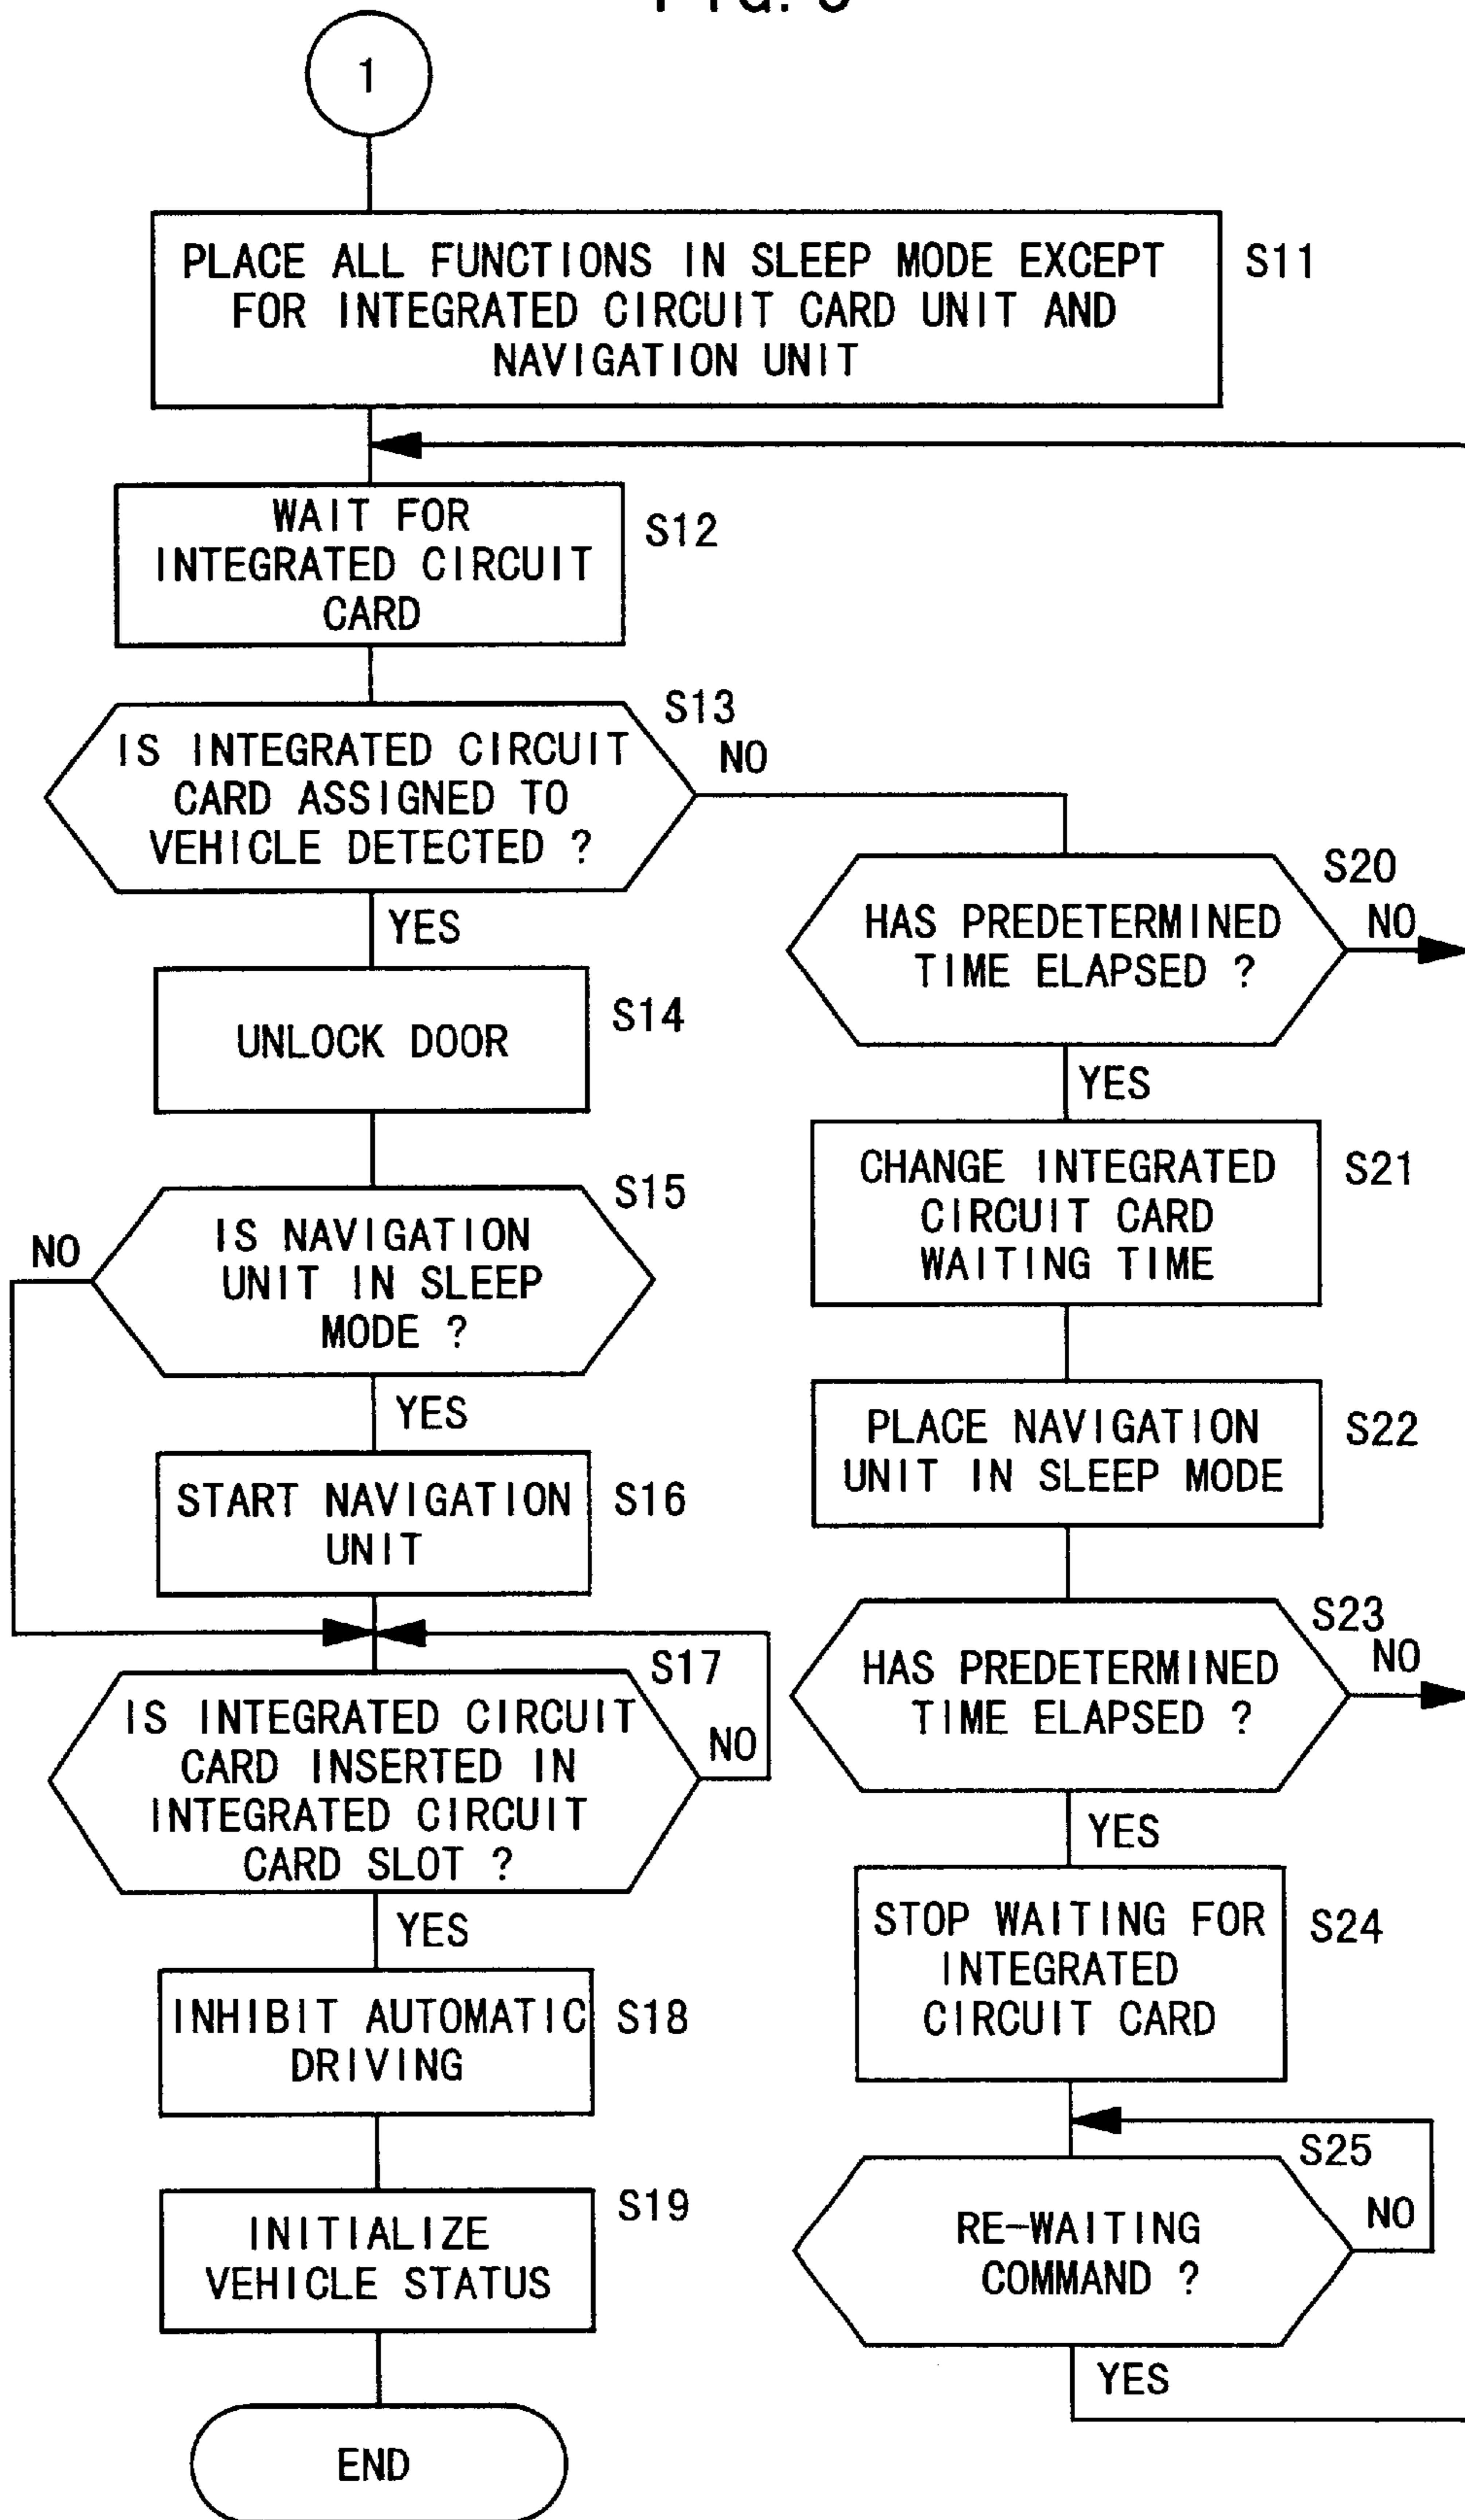 1
PLACE ALL FUNCTIONS IN SLEEP MODE EXCEPT
FOR INTEGRATED CIRCUIT CARD UNIT AND
NAVIGATION UNIT
S11
WAIT FOR
INTEGRATED CIRCUIT
CARD
S12
IS INTEGRATED CIRCUIT
CARD ASSIGNED TO
VEHICLE DETECTED ?
S13
NO
YES
UNLOCK DOOR
S14
IS NAVIGATION
UNIT IN SLEEP
MODE ?
S15
NO
YES
START NAVIGATION
UNIT
S16
IS INTEGRATED CIRCUIT
CARD INSERTED IN
INTEGRATED CIRCUIT
CARD SLOT ?
S17
NO
YES
INHIBIT AUTOMATIC
DRIVING
S18
INITIALIZE
VEHICLE STATUS
S19
END
HAS PREDETERMINED
TIME ELAPSED ?
S20
NO
YES
CHANGE INTEGRATED
CIRCUIT CARD
WAITING TIME
S21
PLACE NAVIGATION
UNIT IN SLEEP MODE
S22
HAS PREDETERMINED
TIME ELAPSED ?
S23
NO
YES
STOP WAITING FOR
INTEGRATED
CIRCUIT CARD
S24
RE-WAITING
COMMAND ?
S25
NO
YES